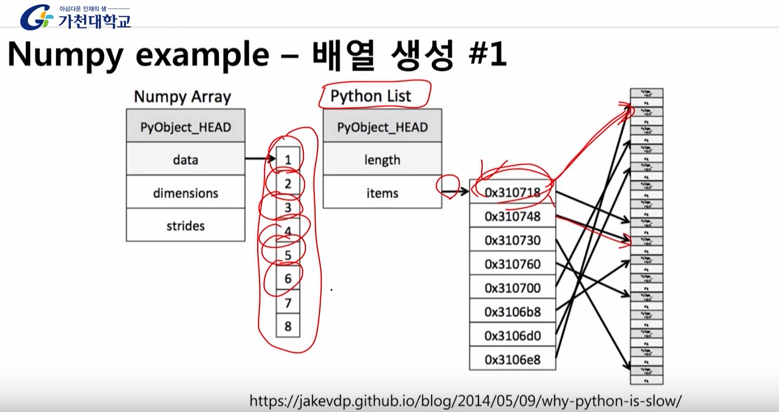 아름다운 인재의 샘
가천대학교
Numpy example – 배열 생성 #1
Numpy Array
PyObject_HEAD
data
dimensions
strides
1
2
3
4
5
6
7
8
Python List
PyObject_HEAD
length
items
0x310718
0x310748
0x310730
0x310760
0x310700
0x3106b8
0x3106d0
0x3106e8
https://jakevdp.github.io/blog/2014/05/09/why-python-is-slow/